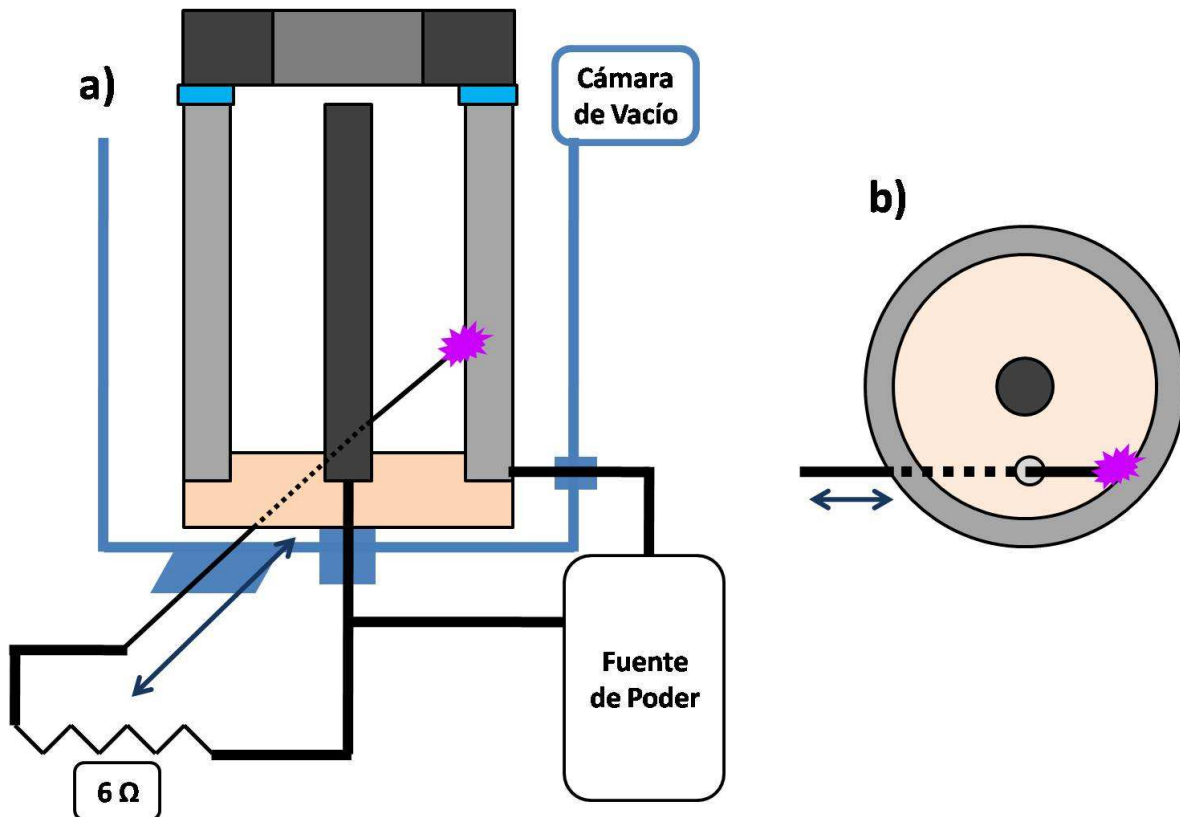 a)
Cámara
de Vacío
b)
Fuente
de Poder
6 Ω